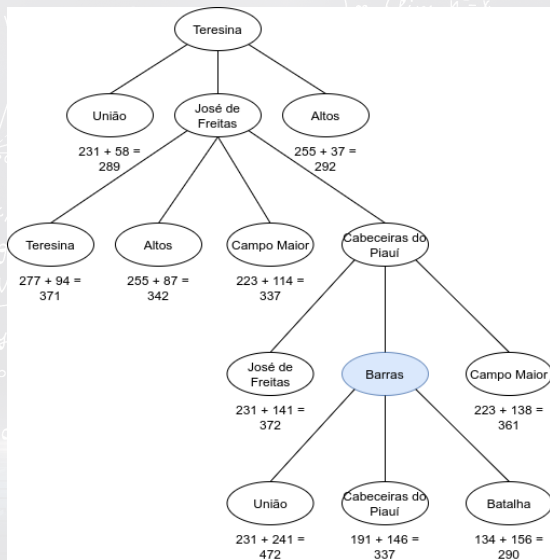 Teresina
União
José de
Freitas
Altos
231 + 58 =
289
255 + 37 =
292
Teresina
Altos
Campo Maior
Cabeceiras do
Piauí
277 + 94 =
371
255 + 87 =
342
223 + 114 =
337
José de
Freitas
Barras
Campo Maior
231 + 141 =
372
223 + 138 =
361
União
Cabeceiras do
Piauí
Batalha
231 + 241 =
472
191 + 146 =
337
134 + 156 =
290